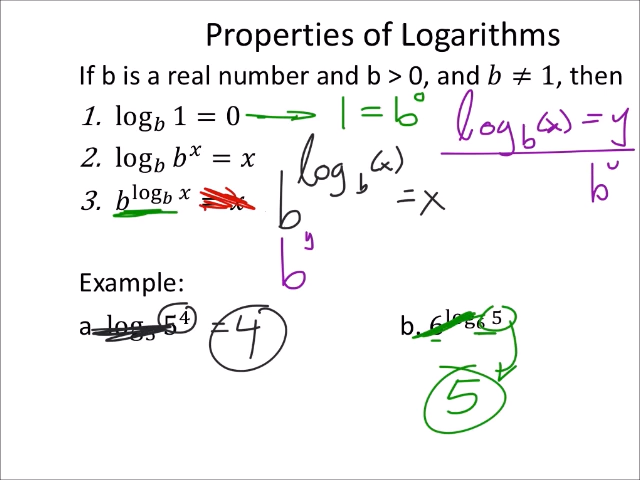 Properties of Logarithms
If b is a real number and b > 0, and b ≠ 1, then
1. log_b 1 = 0 → 1 = b^0
log_b(x) = y
2. log_b b^x = x
b^log_b(x) = x
b^y
3. b^(log_b x) = x
b^y
Example:
a. log_5 5^4 = 4
b. 6^(log_6 5)
5